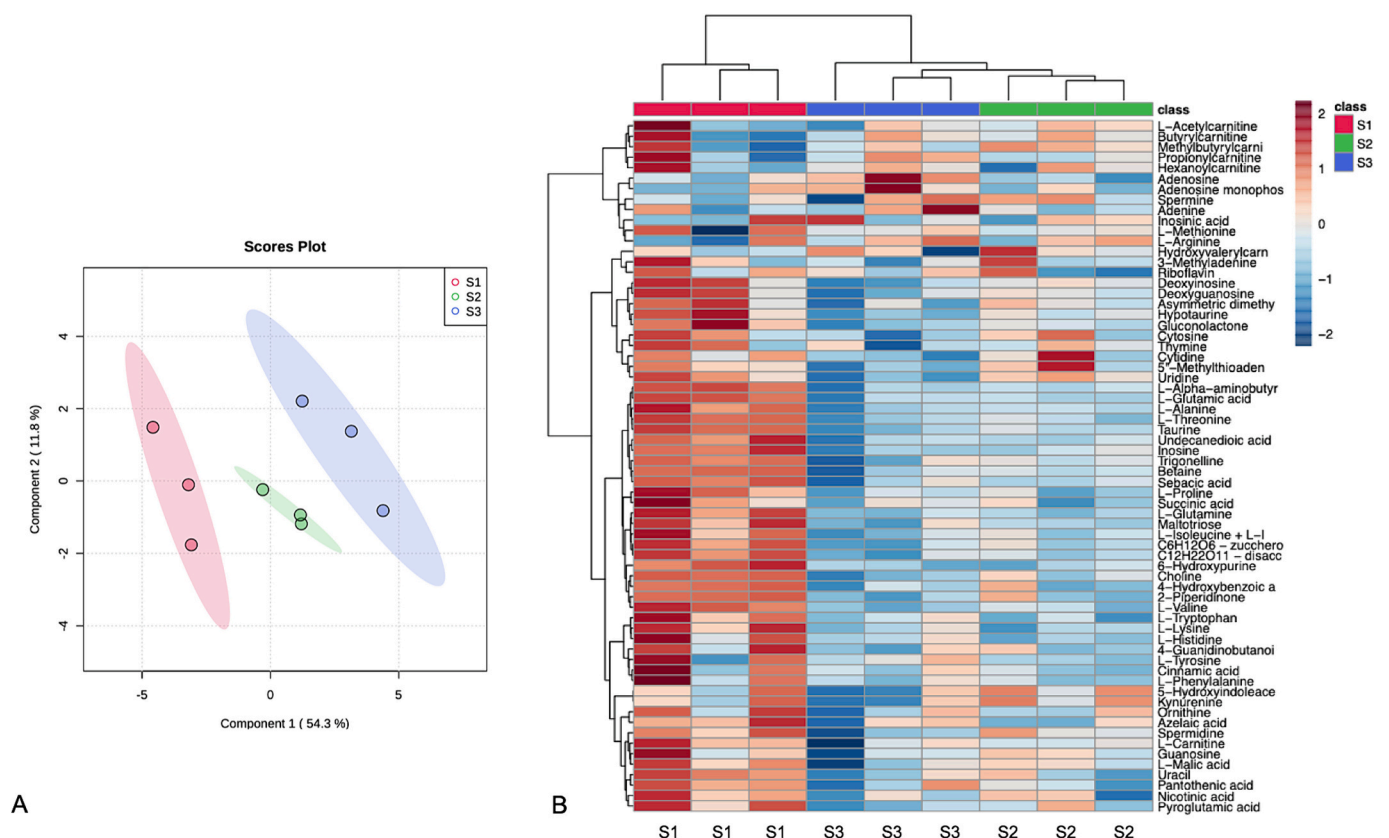 Scores Plot
S1
S2
S3
4
2
0
-2
-4
-5
0
5
Component 1 ( 54.3 %)
Component 2 ( 11.8 %)
A
class
L−Acetylcarnitine
Butyrylcarnitine
Methylbutyrylcarni
Propionylcarnitine
Hexanoylcarnitine
Adenosine
Adenosine monophos
Spermine
Adenine
Inosinic acid
L−Methionine
L−Arginine
Hydroxyvalerylcarn
3−Methyladenine
Riboflavin
Deoxyinosine
Deoxyguanosine
Asymmetric dimethy
Hypotaurine
Gluconolactone
Cytosine
Thymine
Cytidine
5"−Methylthioaden
Uridine
L−Alpha−aminobutyr
L−Glutamic acid
L−Alanine
L−Threonine
Taurine
Undecanedioic acid
Inosine
Trigonelline
Betaine
Sebacic acid
L−Proline
Succinic acid
L−Glutamine
Maltotriose
L−Isoleucine + L−l
C6H12O6 − zucchero
C12H22O11 − disacc
6−Hydroxypurine
Choline
4−Hydroxybenzoic a
2−Piperidinone
L−Valine
L−Tryptophan
L−Lysine
L−Histidine
4−Guanidinobutanoi
L−Tyrosine
Cinnamic acid
L−Phenylalanine
5−Hydroxyindoleace
Kynurenine
Ornithine
Azelaic acid
Spermidine
L−Carnitine
Guanosine
L−Malic acid
Uracil
Pantothenic acid
Nicotinic acid
Pyroglutamic acid
2
1
0
−1
−2
class
S1
S2
S3
B
S1 S1 S1 S3 S3 S3 S2 S2 S2